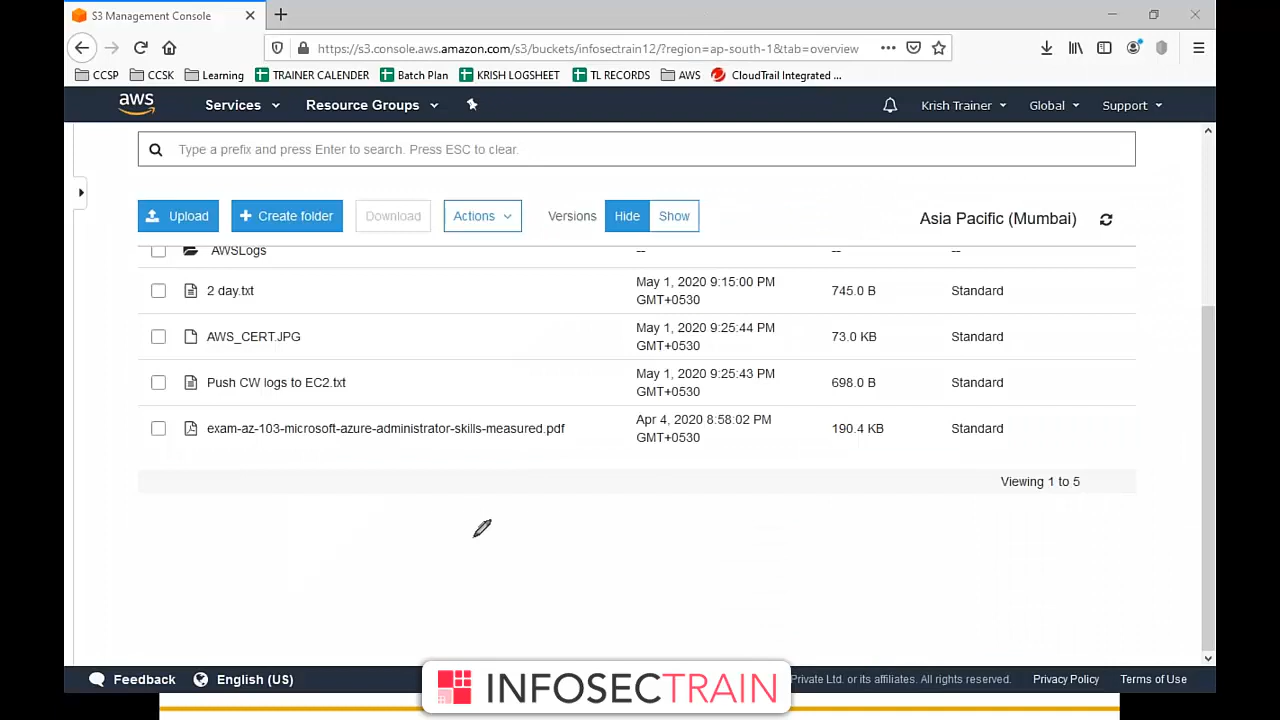 S3 Management Console
https://s3.console.aws.amazon.com/s3/buckets/infosectrain12/?region=ap-south-1&tab=overview
CCSP CCSK Learning TRAINER CALENDER Batch Plan KRISH LOGSHEET TL RECORDS AWS CloudTrail Integrated ...
aws Services Resource Groups Krish Trainer Global Support
Type a prefix and press Enter to search. Press ESC to clear.
Upload Create folder Download Actions Versions Hide Show Asia Pacific (Mumbai)
AWSLogs -- -- --
2 day.txt May 1, 2020 9:15:00 PM GMT+0530 745.0 B Standard
AWS_CERT.JPG May 1, 2020 9:25:44 PM GMT+0530 73.0 KB Standard
Push CW logs to EC2.txt May 1, 2020 9:25:43 PM GMT+0530 698.0 B Standard
exam-az-103-microsoft-azure-administrator-skills-measured.pdf Apr 4, 2020 8:58:02 PM GMT+0530 190.4 KB Standard
Viewing 1 to 5
Feedback English (US) Private Ltd. or its affiliates. All rights reserved. Privacy Policy Terms of Use
INFOSECTRAIN